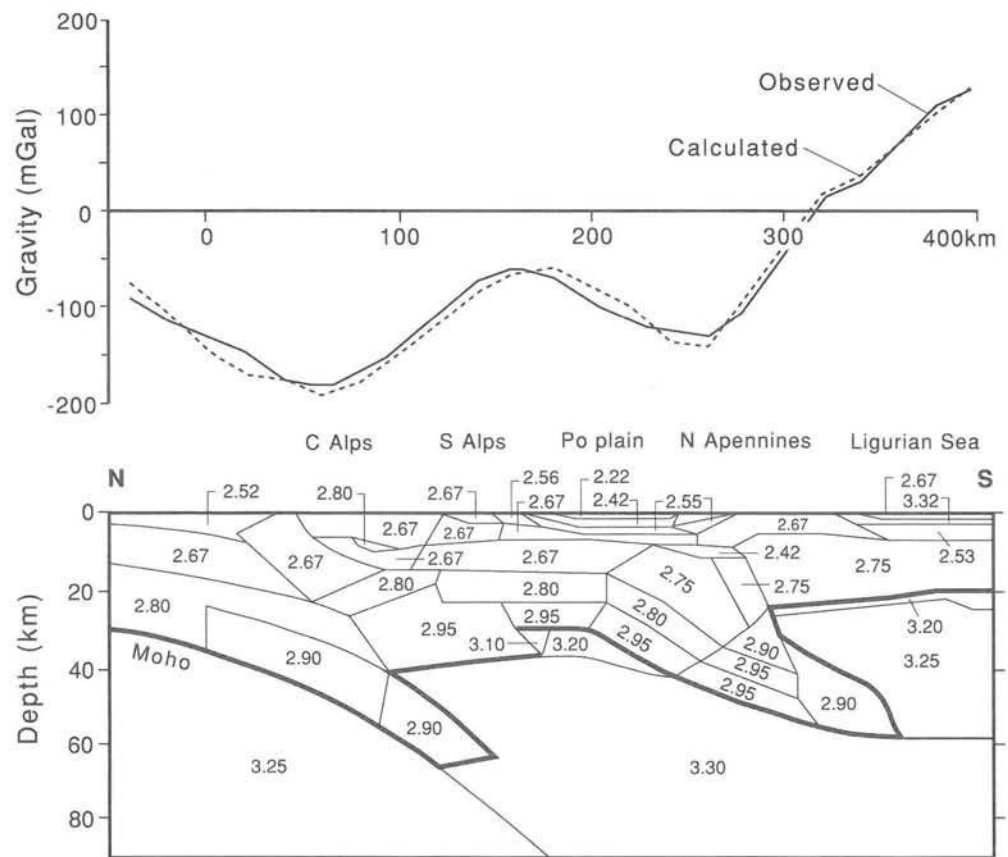 200
100
0
-100
-200
Gravity (mGal)
Observed
Calculated
0 100 200 300 400km
C Alps S Alps Po plain N Apennines Ligurian Sea
N S
2.56 2.22 2.67
2.52 2.80 2.67 2.67 2.42 2.55 3.32
0
2.67 2.67 2.67
2.67 2.67 2.67 2.42 2.75 2.53
20
2.80 2.80 2.75 2.75
2.80 2.95 2.95 2.80 3.20
Moho 2.90 3.10 3.20 2.95 2.90 3.25
40
2.95
2.95 2.90
2.90
60
3.25 3.30
80
Depth (km)